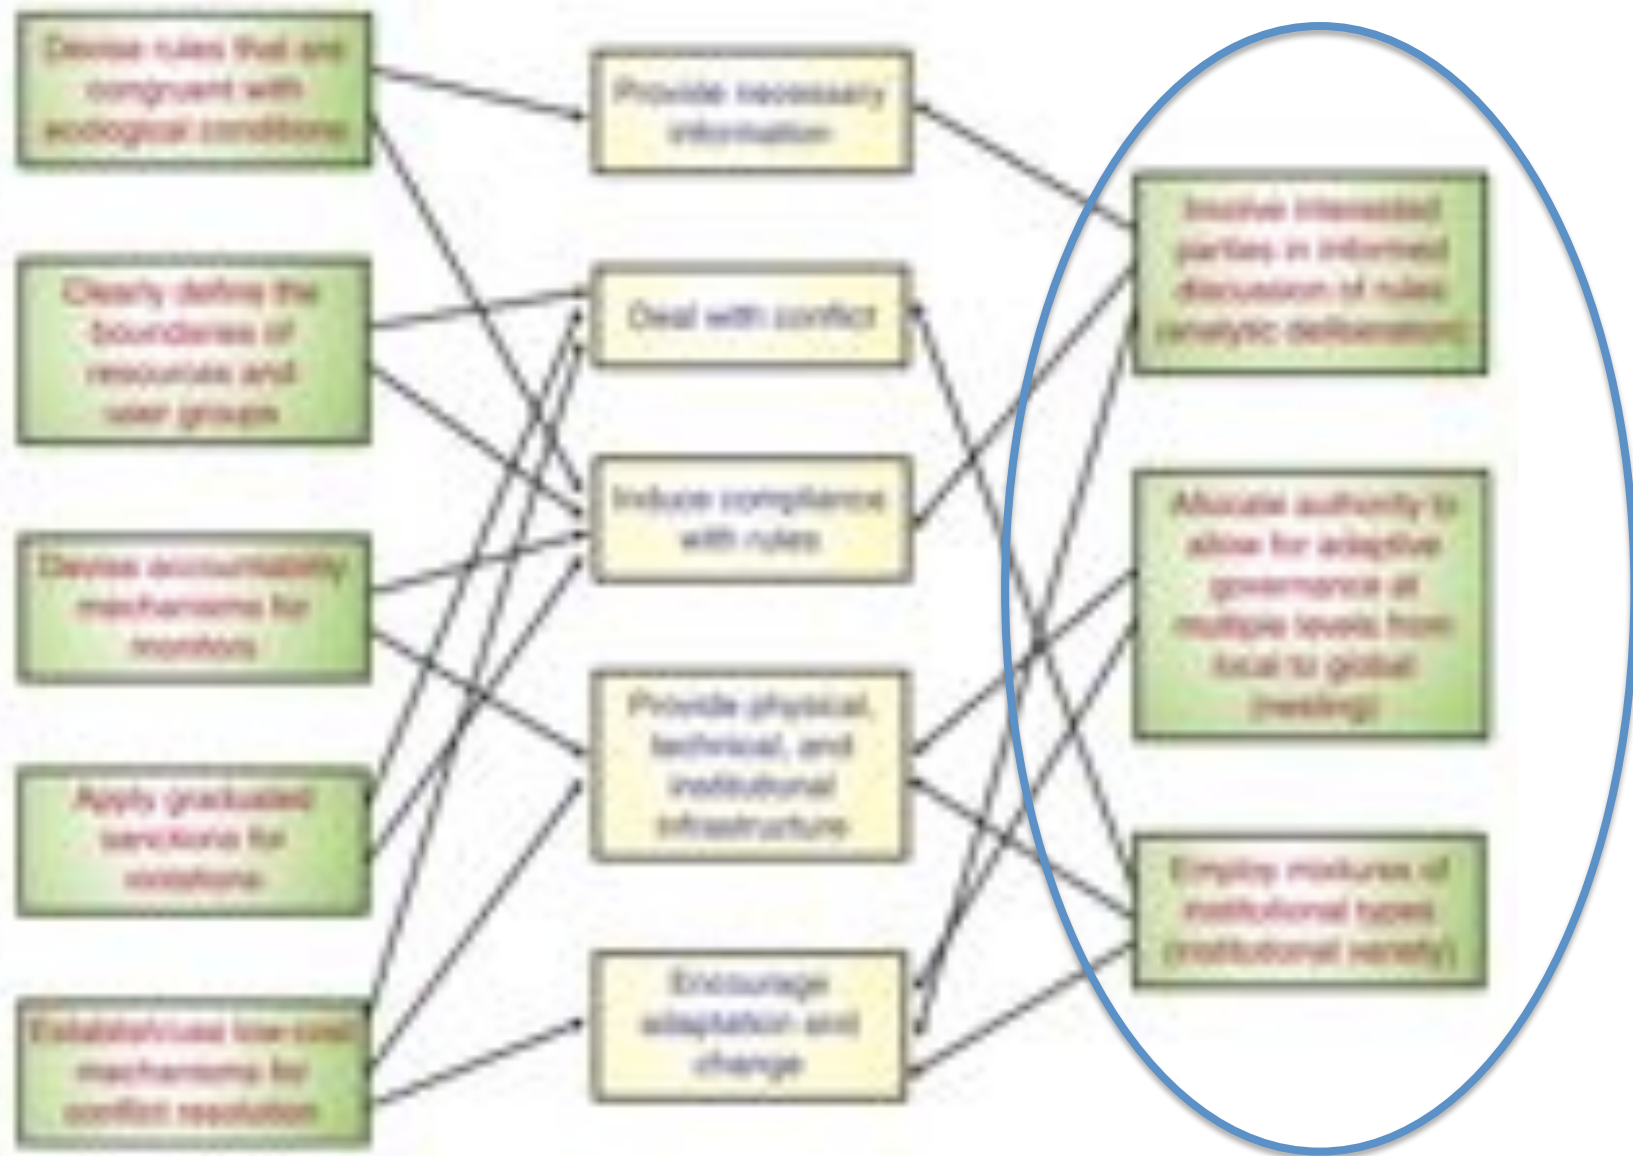 Devise rules that are
congruent with
ecological conditions
Clearly define the
boundaries of
resources and
user groups
Devise accountability
mechanisms for
monitors
Apply graduated
sanctions for
violations
Establish/use low-cost
mechanisms for
conflict resolution
Provide necessary
information
Deal with conflict
Induce compliance
with rules
Provide physical,
technical, and
institutional
infrastructure
Encourage
adaptation and
change
Involve interested
parties in informed
discussion of rules
(analytic deliberation)
Allocate authority to
allow for adaptive
governance at
multiple levels from
local to global
(nesting)
Employ mixtures of
institutional types
(institutional variety)